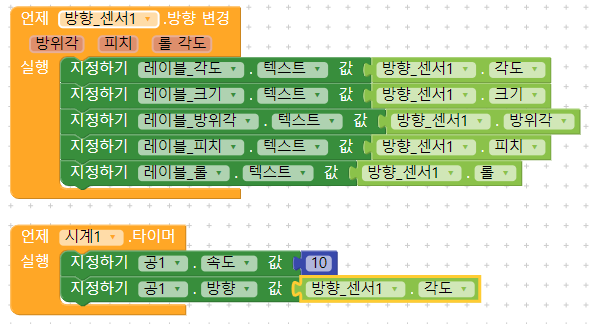 언제 방향_센서1 .방향 변경
방위각 피치 롤 각도
실행 지정하기 레이블_각도 . 텍스트 값 방향_센서1 . 각도
지정하기 레이블_크기 . 텍스트 값 방향_센서1 . 크기
지정하기 레이블_방위각 . 텍스트 값 방향_센서1 . 방위각
지정하기 레이블_피치 . 텍스트 값 방향_센서1 . 피치
지정하기 레이블_롤 . 텍스트 값 방향_센서1 . 롤
언제 시계1 .타이머
실행 지정하기 공1 . 속도 값 10
지정하기 공1 . 방향 값 방향_센서1 . 각도